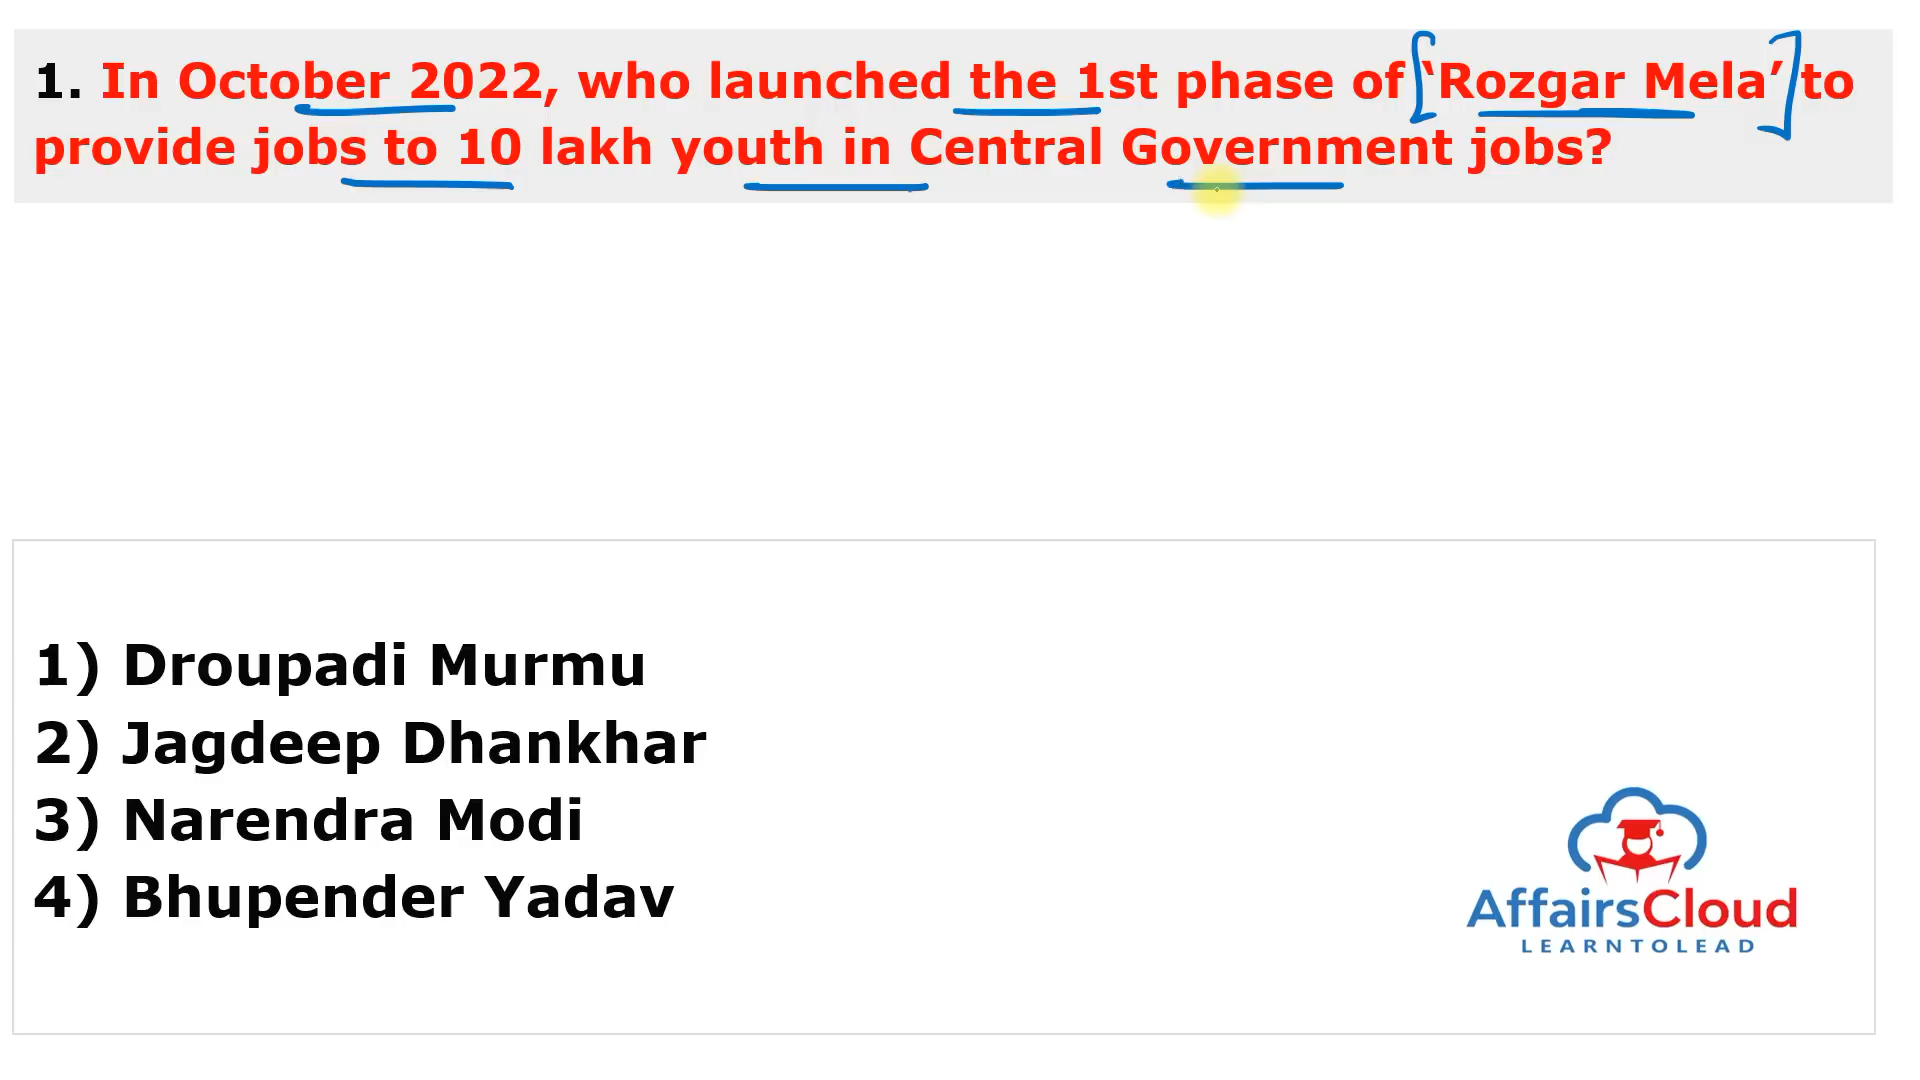 1. In October 2022, who launched the 1st phase of ‘Rozgar Mela’ to
provide jobs to 10 lakh youth in Central Government jobs?
1) Droupadi Murmu
2) Jagdeep Dhankhar
3) Narendra Modi
4) Bhupender Yadav
AffairsCloud
LEARNTOLEAD